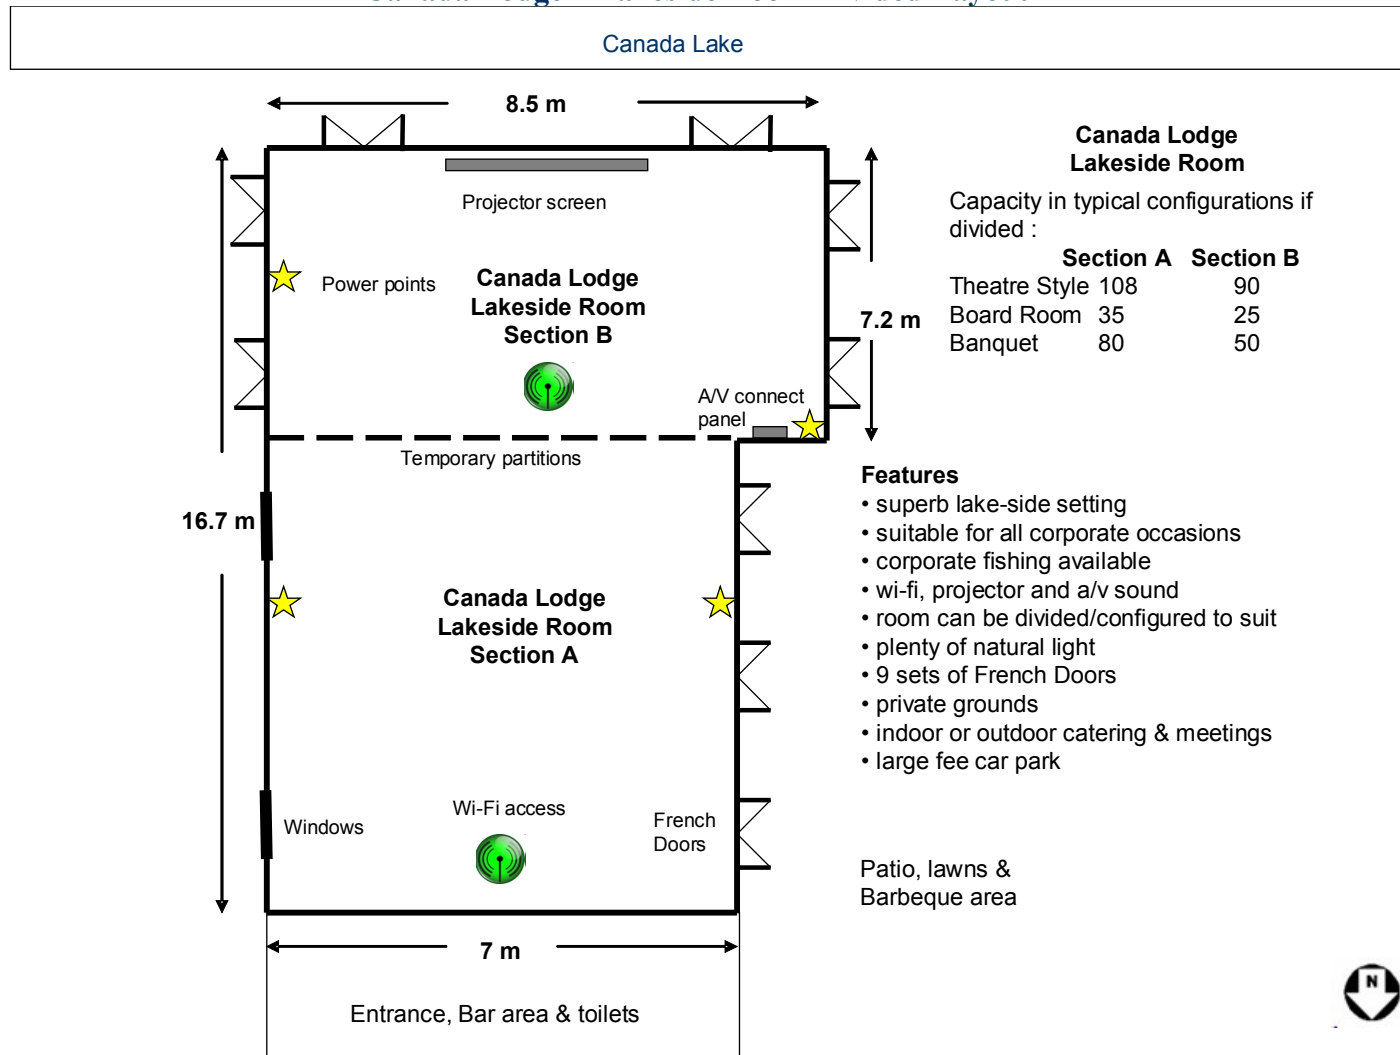 Canada Lake
8.5 m
Projector screen
Power points
Canada Lodge
Lakeside Room
Section B
7.2 m
A/V connect
panel
Temporary partitions
16.7 m
Canada Lodge
Lakeside Room
Section A
Wi-Fi access
Windows
French
Doors
7 m
Entrance, Bar area & toilets
Canada Lodge
Lakeside Room
Capacity in typical configurations if
divided :
Section A Section B
Theatre Style 108 90
Board Room 35 25
Banquet 80 50
Features
• superb lake-side setting
• suitable for all corporate occasions
• corporate fishing available
• wi-fi, projector and a/v sound
• room can be divided/configured to suit
• plenty of natural light
• 9 sets of French Doors
• private grounds
• indoor or outdoor catering & meetings
• large fee car park
Patio, lawns &
Barbeque area
N